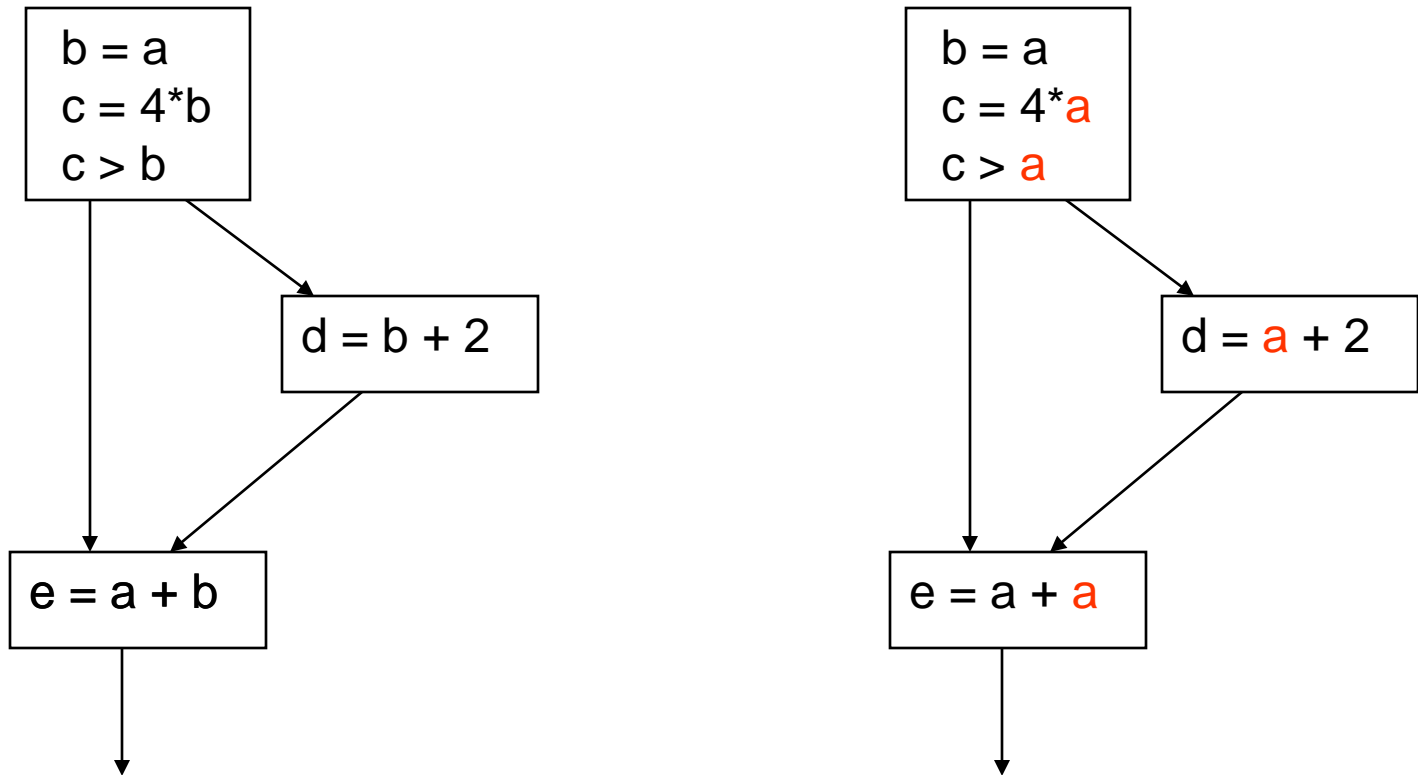 b = a
c = 4*b
c > b
d = b + 2
e = a + b
b = a
c = 4*a
c > a
d = a + 2
e = a + a